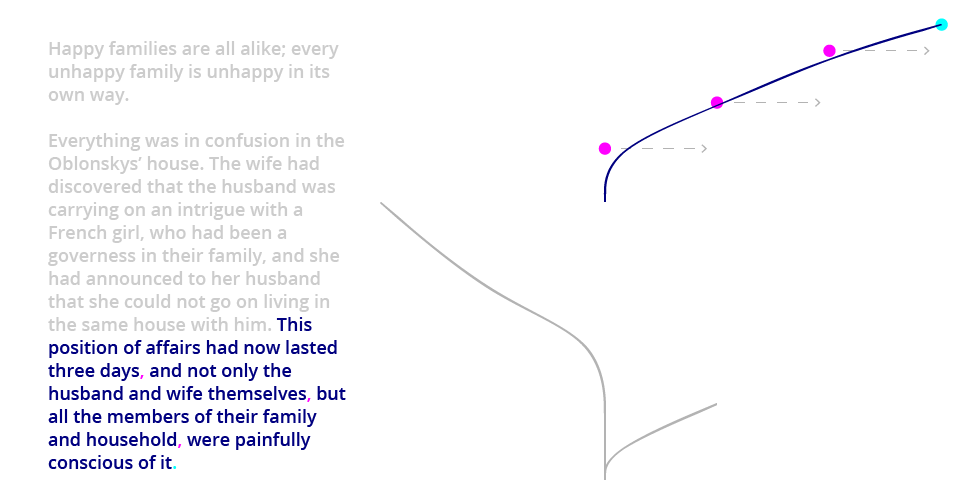 Happy families are all alike; every
unhappy family is unhappy in its
own way.
Everything was in confusion in the
Oblonskys’ house. The wife had
discovered that the husband was
carrying on an intrigue with a
French girl, who had been a
governess in their family, and she
had announced to her husband
that she could not go on living in
the same house with him. This
position of affairs had now lasted
three days, and not only the
husband and wife themselves, but
all the members of their family
and household, were painfully
conscious of it.